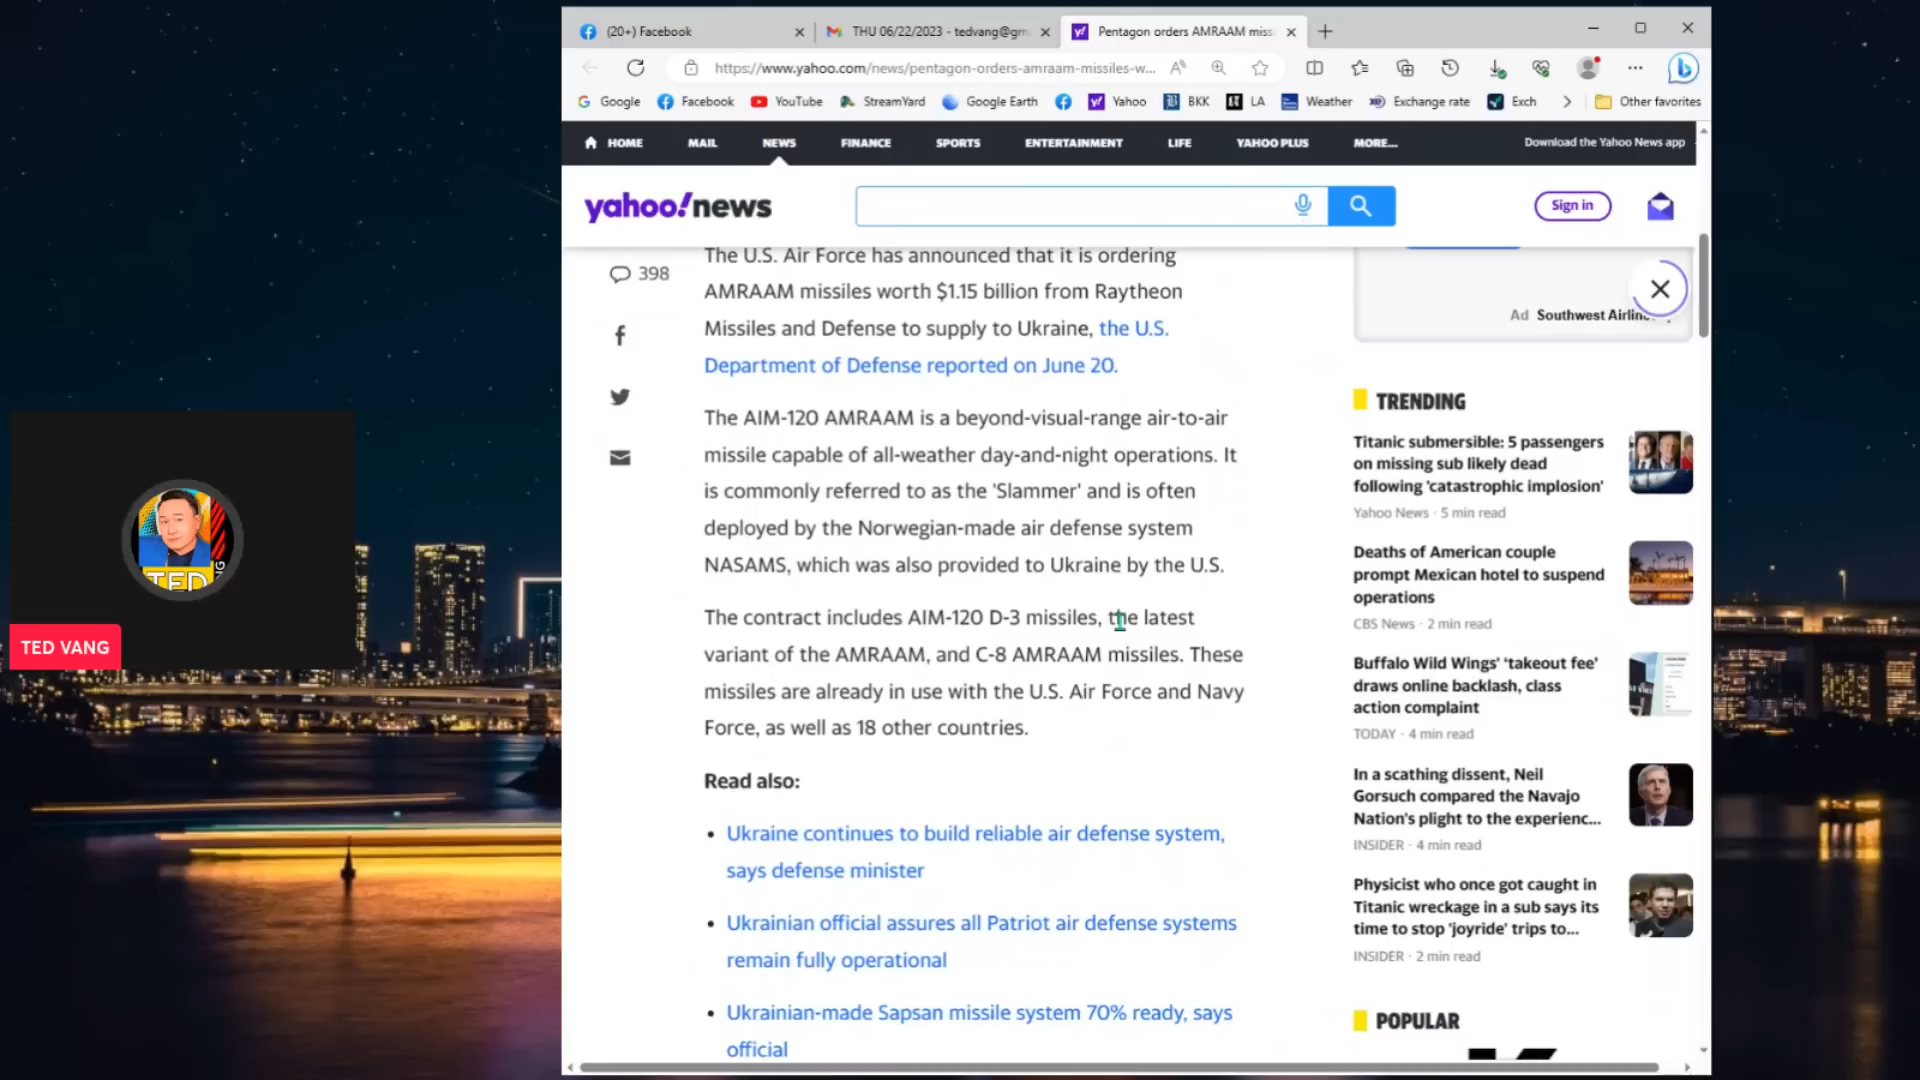 (20+) Facebook
THU 06/22/2023 - tedvang@gm
Pentagon orders AMRAAM miss
https://www.yahoo.com/news/pentagon-orders-amraam-missiles-w...
Google
Facebook
YouTube
StreamYard
Google Earth
Yahoo
BKK
LA
Weather
Exchange rate
Exch
Other favorites
HOME
MAIL
NEWS
FINANCE
SPORTS
ENTERTAINMENT
LIFE
YAHOO PLUS
MORE...
Download the Yahoo News app
yahoo!news
Sign in
398
The U.S. Air Force has announced that it is ordering
AMRAAM missiles worth $1.15 billion from Raytheon
Missiles and Defense to supply to Ukraine, the U.S.
Department of Defense reported on June 20.
The AIM-120 AMRAAM is a beyond-visual-range air-to-air
missile capable of all-weather day-and-night operations. It
is commonly referred to as the 'Slammer' and is often
deployed by the Norwegian-made air defense system
NASAMS, which was also provided to Ukraine by the U.S.
The contract includes AIM-120 D-3 missiles, the latest
variant of the AMRAAM, and C-8 AMRAAM missiles. These
missiles are already in use with the U.S. Air Force and Navy
Force, as well as 18 other countries.
Read also:
• Ukraine continues to build reliable air defense system,
says defense minister
• Ukrainian official assures all Patriot air defense systems
remain fully operational
• Ukrainian-made Sapsan missile system 70% ready, says
official
Ad Southwest Airlin
TRENDING
Titanic submersible: 5 passengers
on missing sub likely dead
following 'catastrophic implosion'
Yahoo News · 5 min read
Deaths of American couple
prompt Mexican hotel to suspend
operations
CBS News · 2 min read
Buffalo Wild Wings' ‘takeout fee’
draws online backlash, class
action complaint
TODAY · 4 min read
In a scathing dissent, Neil
Gorsuch compared the Navajo
Nation's plight to the experienc...
INSIDER · 4 min read
Physicist who once got caught in
Titanic wreckage in a sub says its
time to stop 'joyride' trips to...
INSIDER · 2 min read
POPULAR
TED
TED VANG